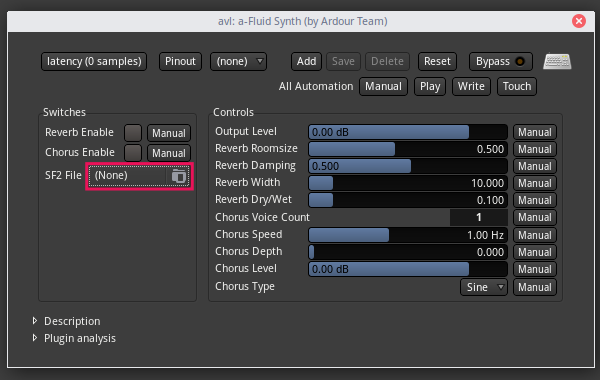 avl: a-Fluid Synth (by Ardour Team)
latency (0 samples) Pinout (none) Add Save Delete Reset Bypass
All Automation Manual Play Write Touch
Switches
Reverb Enable Manual
Chorus Enable Manual
SF2 File (None)
Controls
Output Level 0.00 dB Manual
Reverb Roomsize 0.500 Manual
Reverb Damping 0.500 Manual
Reverb Width 10.000 Manual
Reverb Dry/Wet 0.100 Manual
Chorus Voice Count 1 Manual
Chorus Speed 1.00 Hz Manual
Chorus Depth 0.000 Manual
Chorus Level 0.00 dB Manual
Chorus Type Sine Manual
Description
Plugin analysis